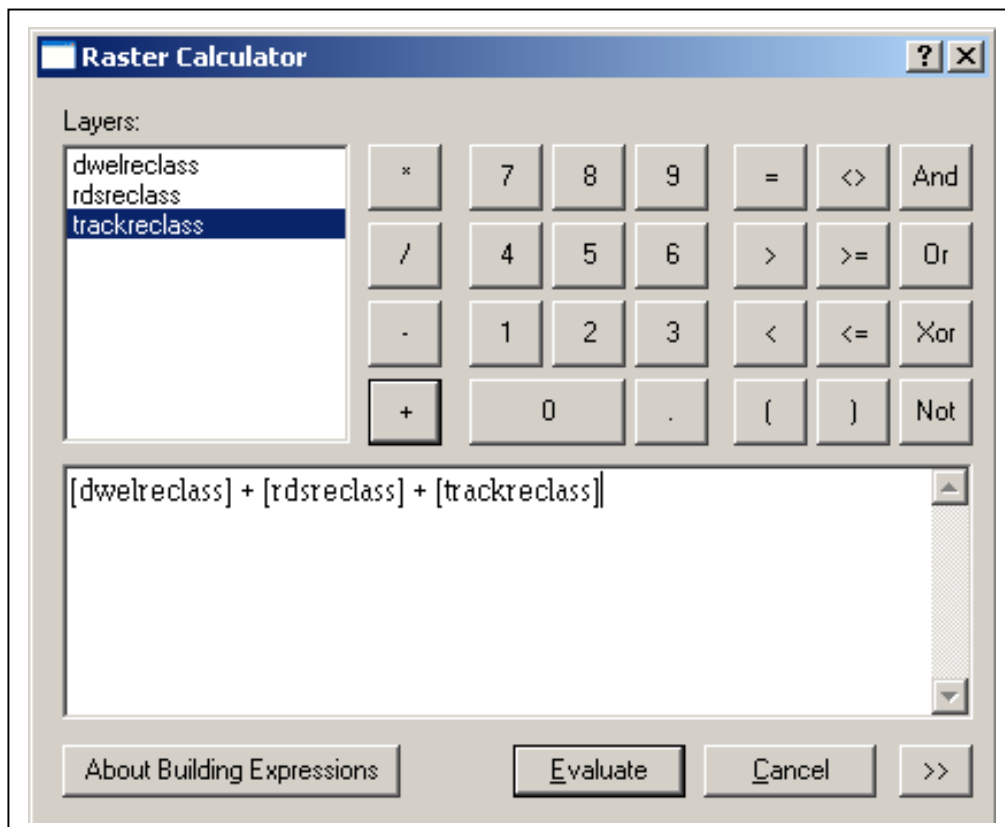 Raster Calculator
? X
Layers:
dwelreclass
rdsreclass
trackreclass
* 7 8 9 = <> And
/ 4 5 6 > >= Or
- 1 2 3 < <= Xor
+ 0 . ( ) Not
[dwelreclass] + [rdsreclass] + [trackreclass]
About Building Expressions Evaluate Cancel >>